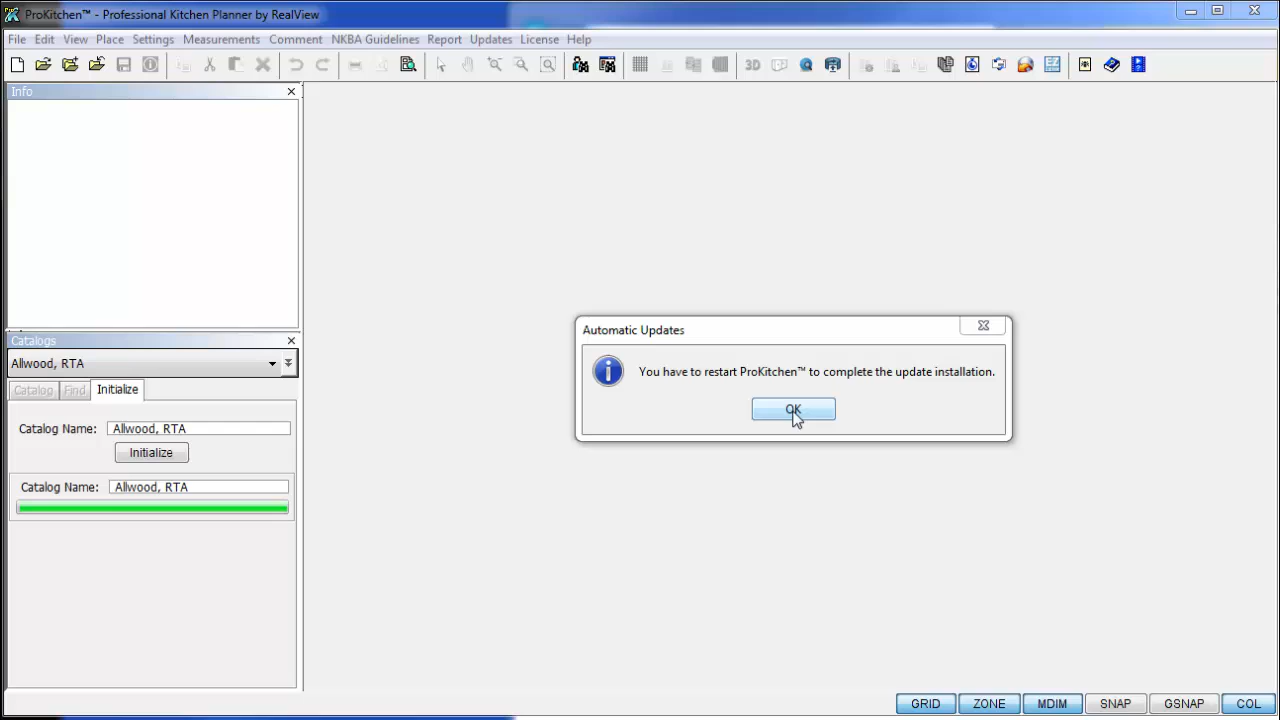 ProKitchen™ - Professional Kitchen Planner by RealView
File Edit View Place Settings Measurements Comment NKBA Guidelines Report Updates License Help
3D
Info
Catalogs
Allwood, RTA
Catalog Find Initialize
Catalog Name: Allwood, RTA
Initialize
Catalog Name: Allwood, RTA
Automatic Updates
You have to restart ProKitchen™ to complete the update installation.
OK
GRID ZONE MDIM SNAP GSNAP COL